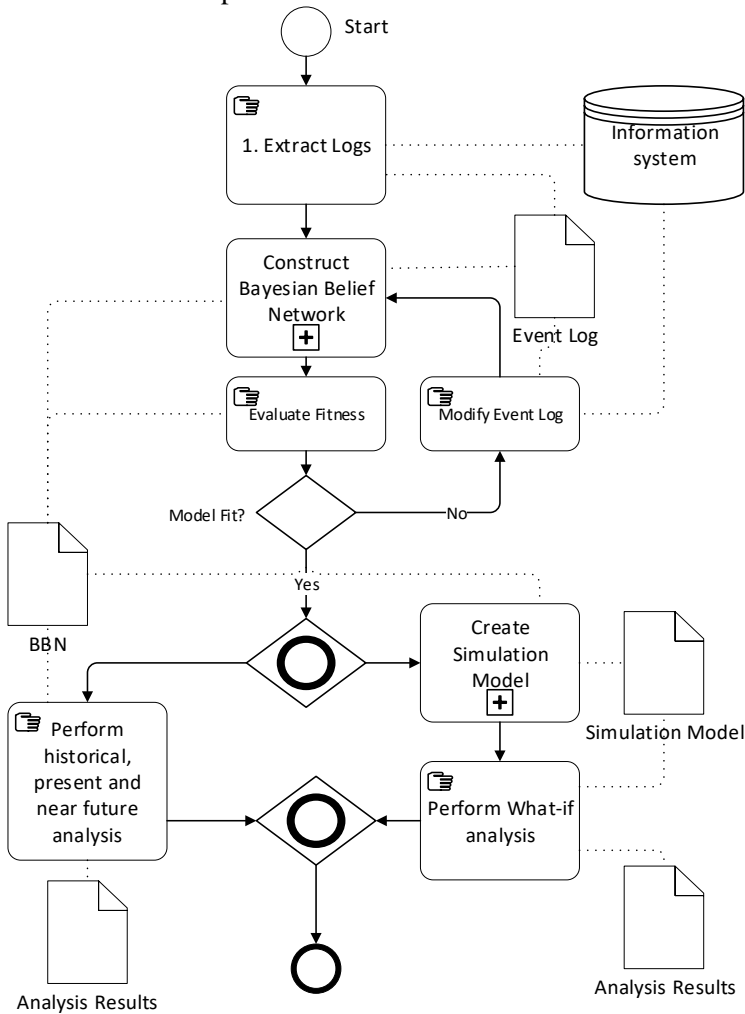 Start
1. Extract Logs
Information
system
Construct
Bayesian Belief
Network
Event Log
Evaluate Fitness
Modify Event Log
Model Fit?
No
Yes
BBN
Create
Simulation
Model
Simulation Model
Perform
historical,
present and
near future
analysis
Perform What-if
analysis
Analysis Results
Analysis Results